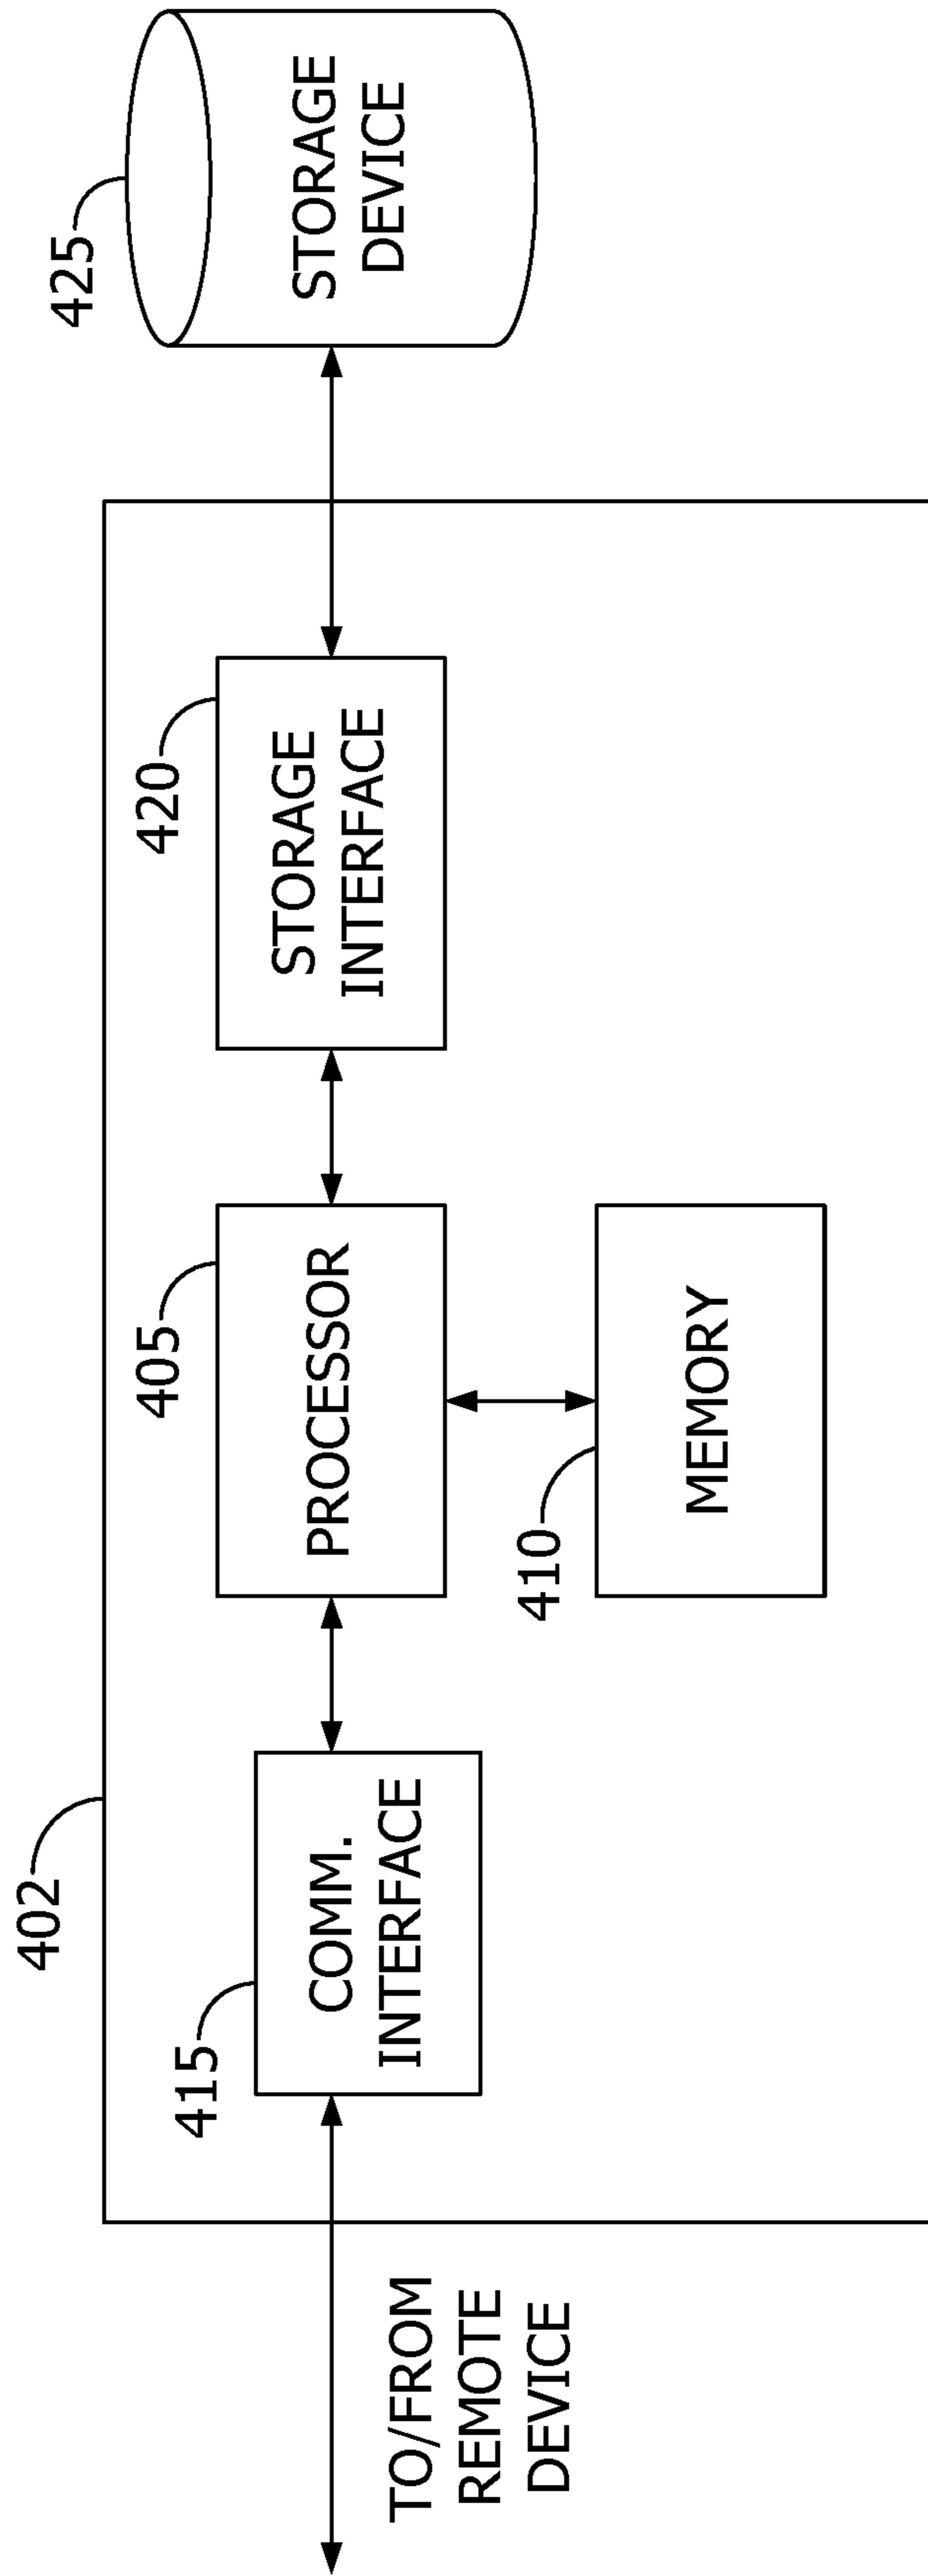 402
425
415
405
420
COMM.
INTERFACE
PROCESSOR
STORAGE
INTERFACE
STORAGE
DEVICE
TO/FROM
REMOTE
DEVICE
410
MEMORY